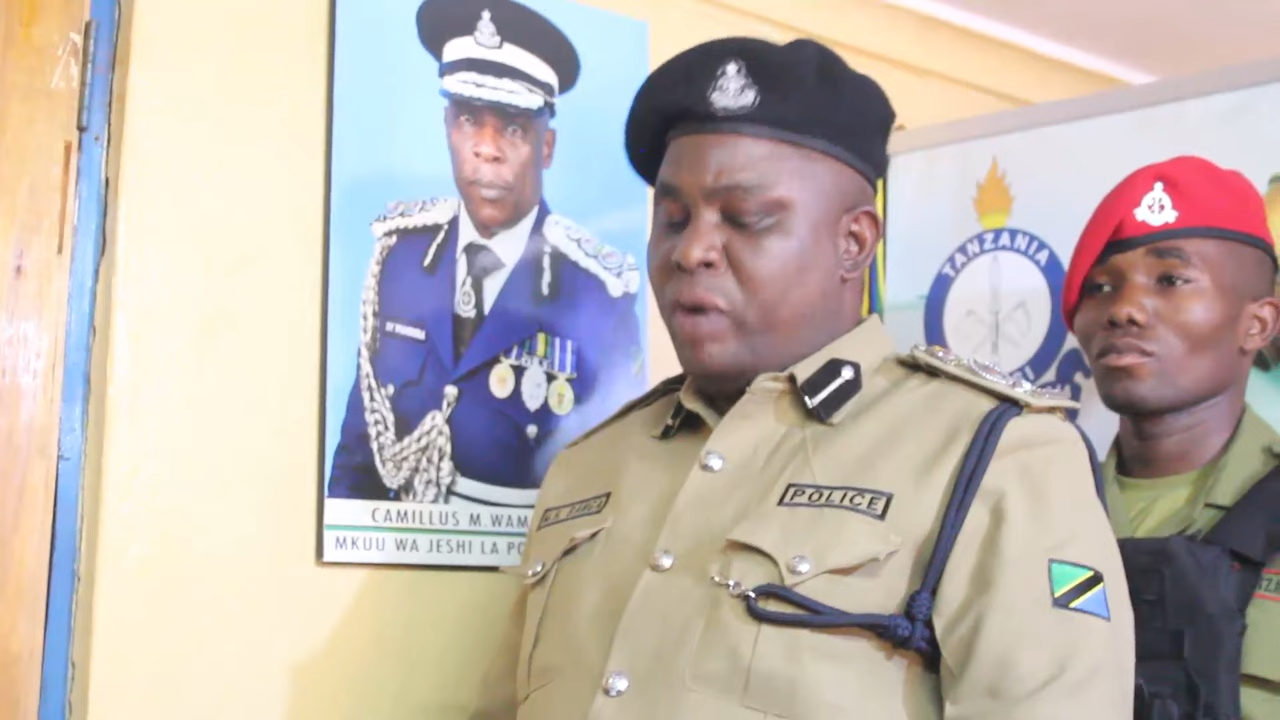 CAMILLUS M.WAM
MKUU WA JESHI LA PO
POLICE
TANZANIA